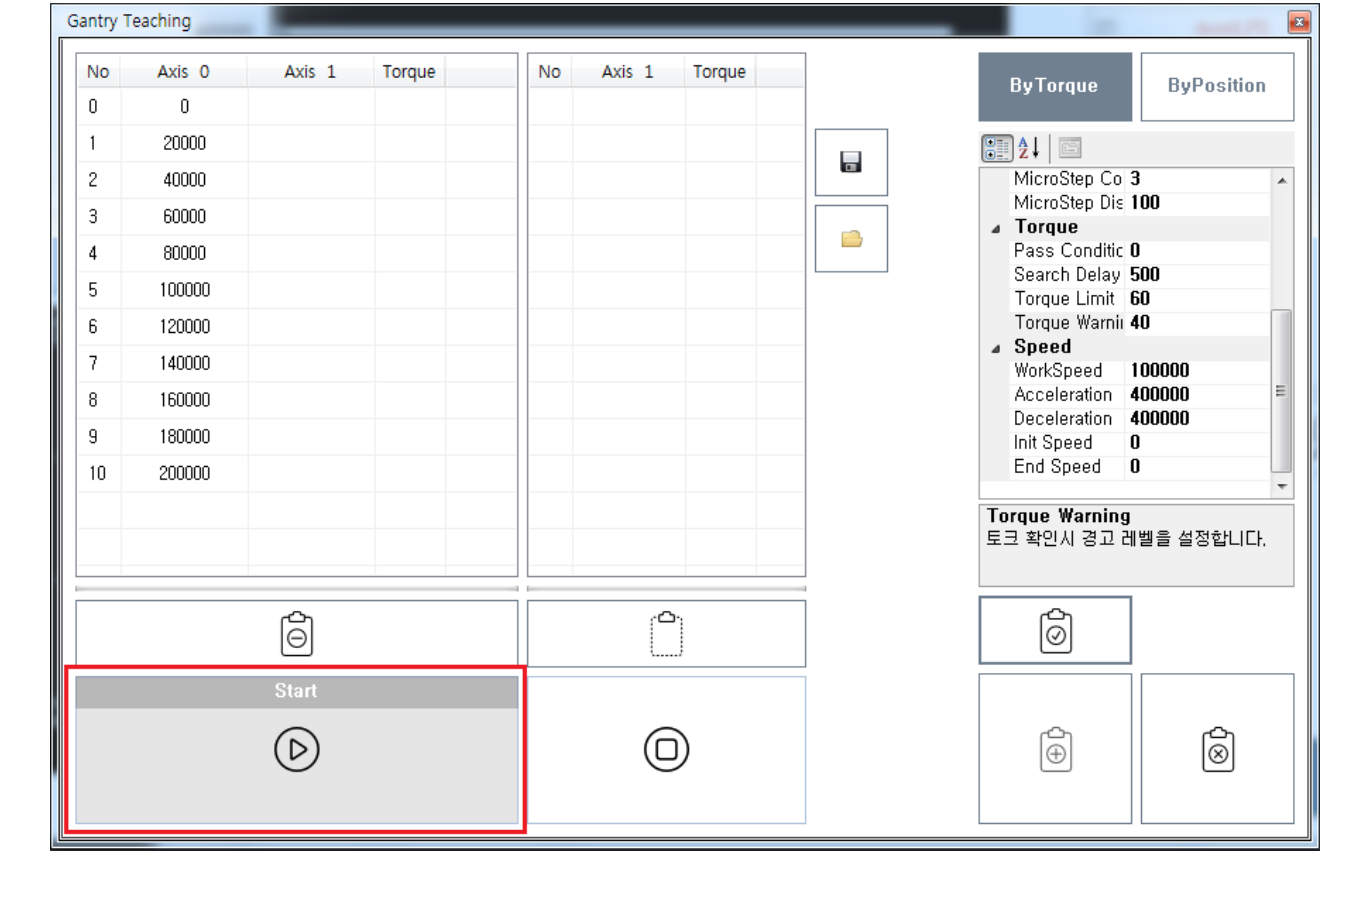 Gantry Teaching
No Axis 0 Axis 1 Torque
0 0
1 20000
2 40000
3 60000
4 80000
5 100000
6 120000
7 140000
8 160000
9 180000
10 200000
No Axis 1 Torque
Start
ByTorque ByPosition
MicroStep Co 3
MicroStep Dis 100
Torque
Pass Conditic 0
Search Delay 500
Torque Limit 60
Torque Warnin 40
Speed
WorkSpeed 100000
Acceleration 400000
Deceleration 400000
Init Speed 0
End Speed 0
Torque Warning
토크 확인시 경고 레벨을 설정합니다.